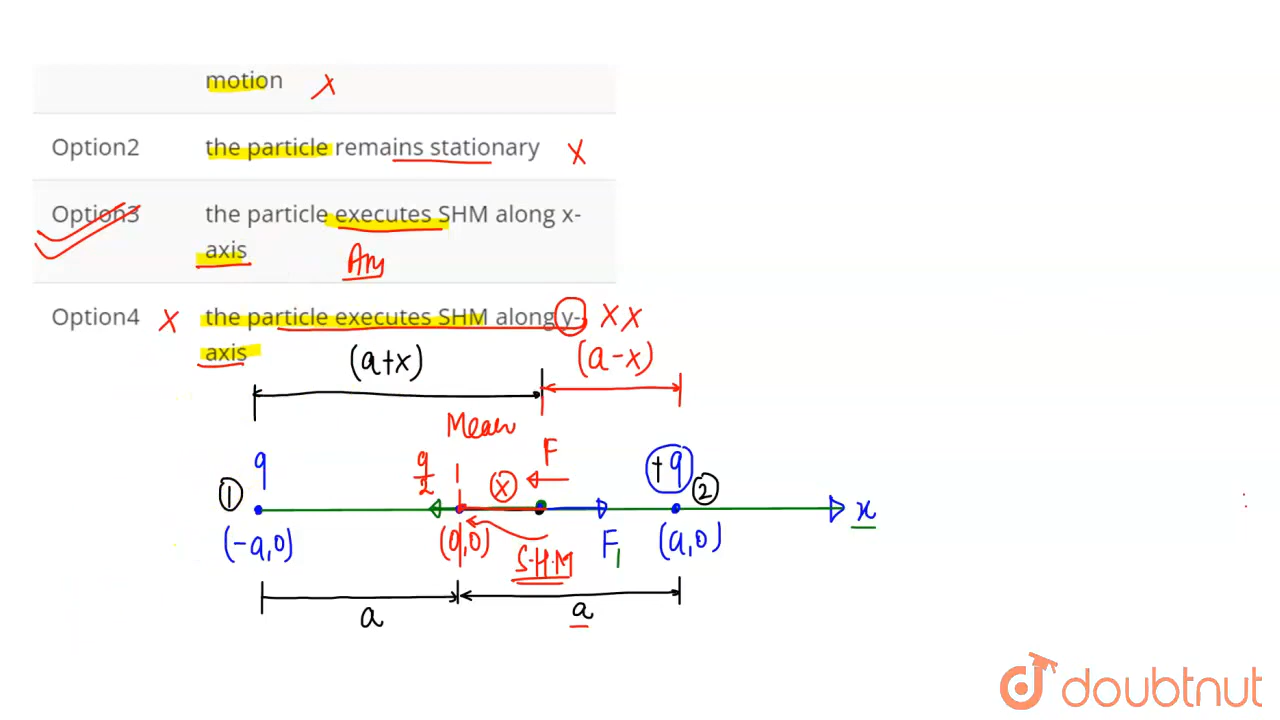 motion X
Option2 the particle remains stationary X
Option3 the particle executes SHM along x-
axis Ans
Option4 X the particle executes SHM along y- X X
axis
(a+x) (a-x)
Mean
q q/2 F +q
1 x 2
x
(-a,0) (0,0) F1 (a,0)
S.H.M
a a
doubtnut